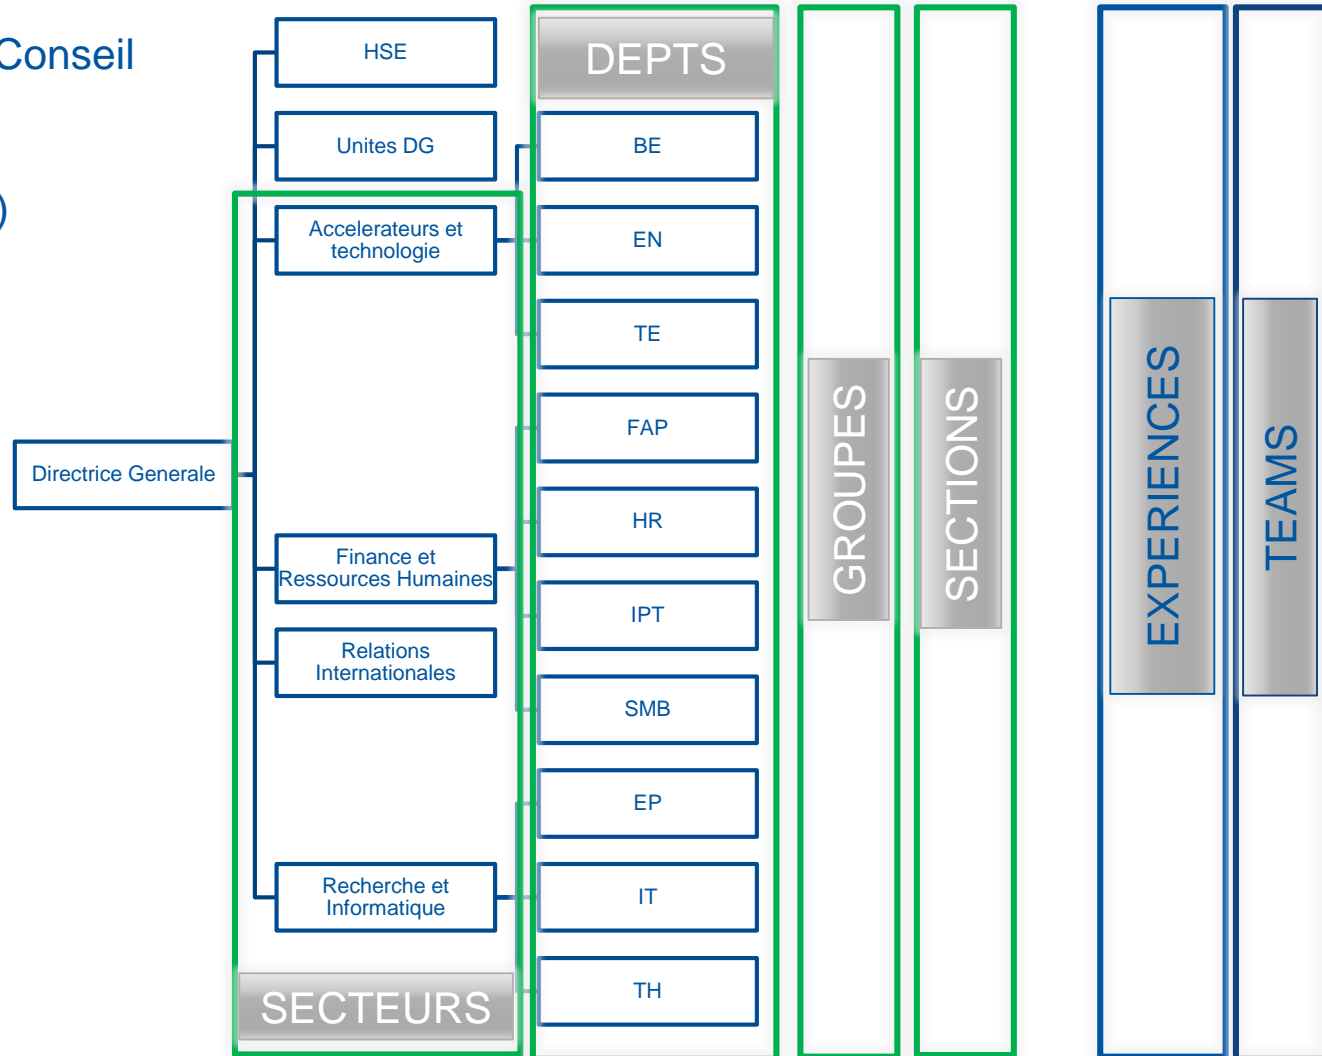 Conseil
)
HSE
Unites DG
Accelerateurs et
technologie
Directrice Generale
Finance et
Ressources Humaines
Relations
Internationales
Recherche et
Informatique
SECTEURS
DEPTS
BE
EN
TE
FAP
HR
IPT
SMB
EP
IT
TH
GROUPES
SECTIONS
EXPERIENCES
TEAMS